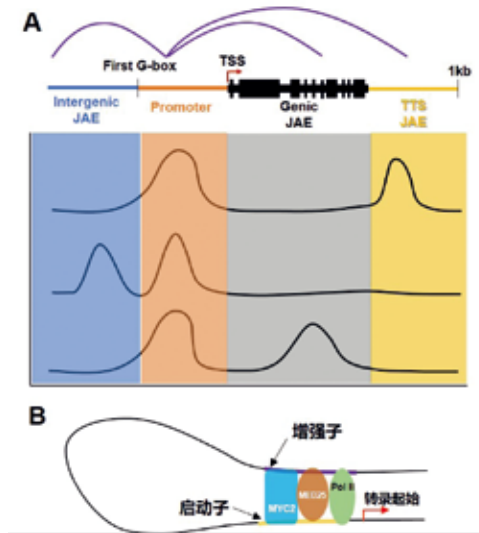 A
First G-box
TSS
1kb
Intergenic
JAE
Promoter
Genic
JAE
TTS
JAE
B
增强子
启动子
MYC2
MED25
Pol II
转录起始